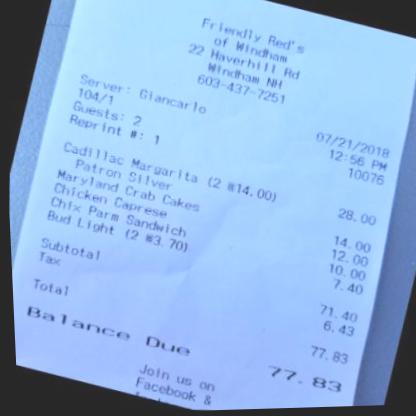 Friendly Red's
of Windham
22 Haverhill Rd
Windham NH
603-437-7251
Server: Giancarlo 07/21/2018
104/1 12:56 PM
Guests: 2 10076
Reprint #: 1
Cadillac Margarita (2 @14.00) 28.00
Patron Silver
Maryland Crab Cakes 14.00
Chicken Caprese 12.00
Chix Parm Sandwich 10.00
Bud Light (2 @3.70) 7.40
Subtotal 71.40
Tax 6.43
Total 77.83
Balance Due 77.83
Join us on
Facebook &